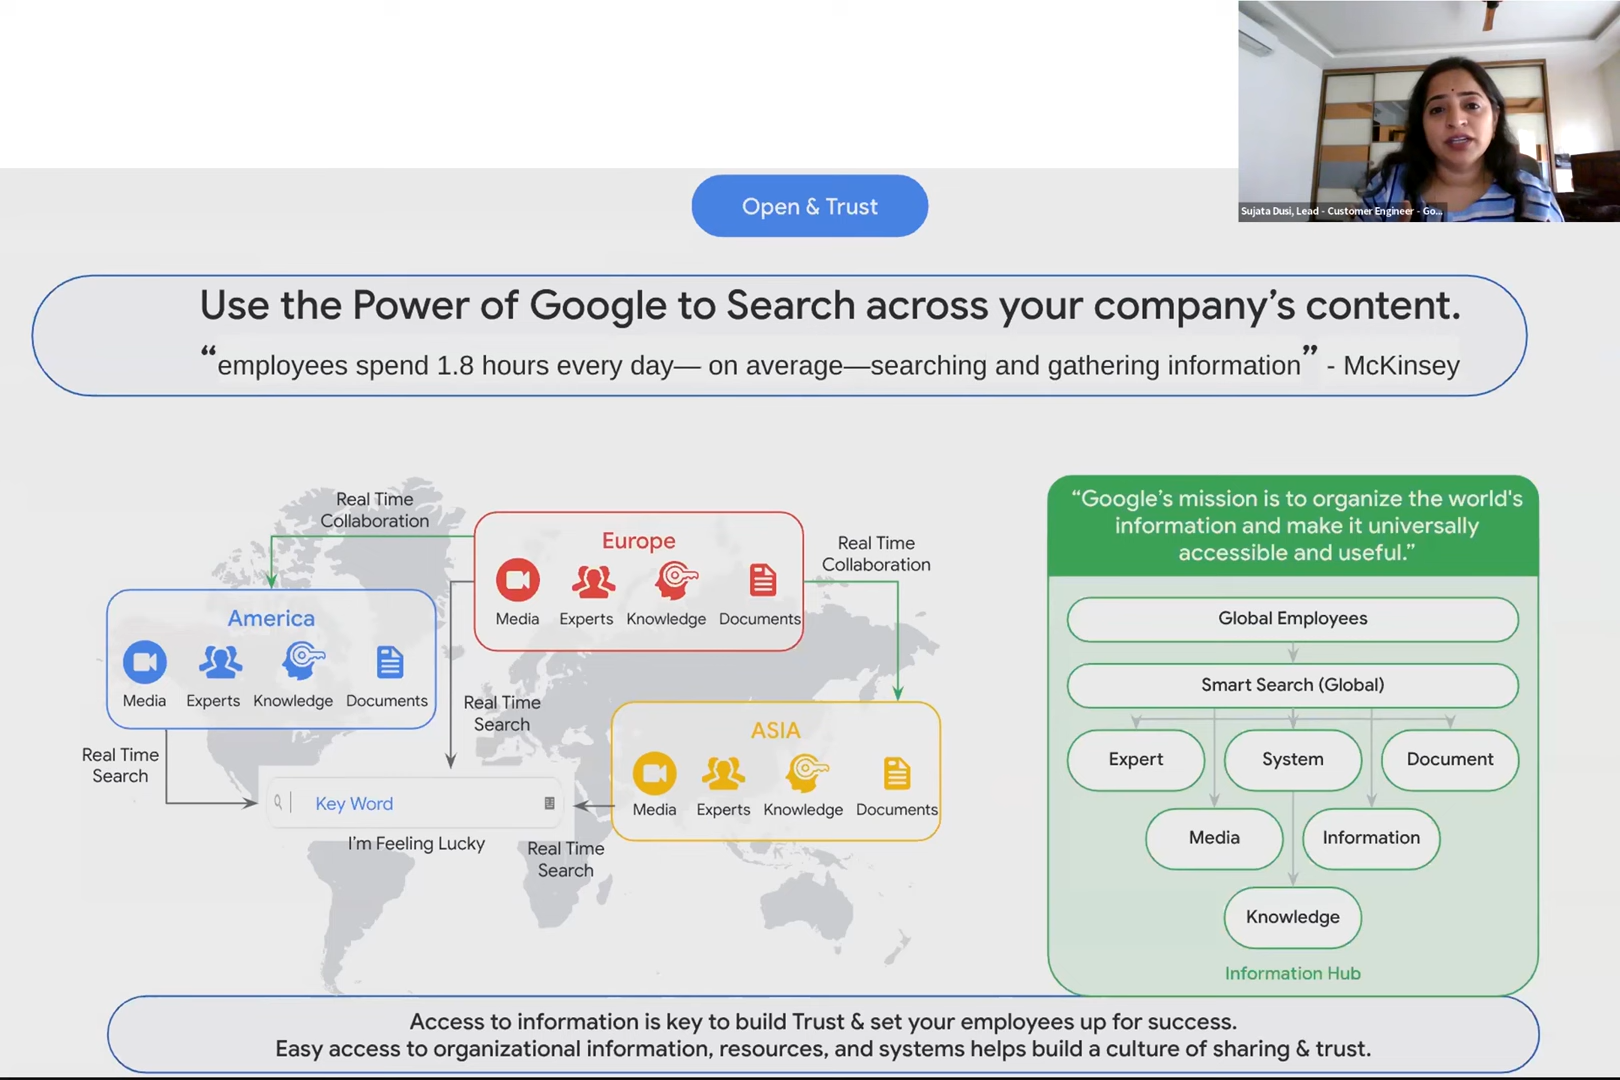 Sujata Dusi, Lead - Customer Engineer - Go...
Open & Trust
Use the Power of Google to Search across your company's content.
“employees spend 1.8 hours every day— on average—searching and gathering information” - McKinsey
Real Time
Collaboration
Europe
Media Experts Knowledge Documents
Real Time
Collaboration
America
Media Experts Knowledge Documents
Real Time
Search
ASIA
Media Experts Knowledge Documents
Real Time
Search
Key Word
I'm Feeling Lucky
Real Time
Search
“Google's mission is to organize the world's
information and make it universally
accessible and useful.”
Global Employees
Smart Search (Global)
Expert System Document
Media Information
Knowledge
Information Hub
Access to information is key to build Trust & set your employees up for success.
Easy access to organizational information, resources, and systems helps build a culture of sharing & trust.